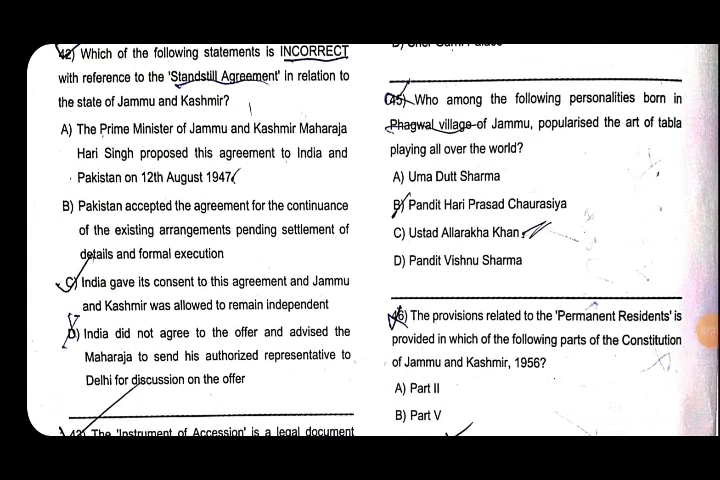 42) Which of the following statements is INCORRECT
with reference to the 'Standstill Agreement' in relation to
the state of Jammu and Kashmir?
A) The Prime Minister of Jammu and Kashmir Maharaja
Hari Singh proposed this agreement to India and
Pakistan on 12th August 1947
B) Pakistan accepted the agreement for the continuance
of the existing arrangements pending settlement of
details and formal execution
C) India gave its consent to this agreement and Jammu
and Kashmir was allowed to remain independent
D) India did not agree to the offer and advised the
Maharaja to send his authorized representative to
Delhi for discussion on the offer
43) The 'Instrument of Accession' is a legal document
45) Who among the following personalities born in
Phagwal village of Jammu, popularised the art of tabla
playing all over the world?
A) Uma Dutt Sharma
B) Pandit Hari Prasad Chaurasiya
C) Ustad Allarakha Khan
D) Pandit Vishnu Sharma
46) The provisions related to the 'Permanent Residents' is
provided in which of the following parts of the Constitution
of Jammu and Kashmir, 1956?
A) Part II
B) Part V